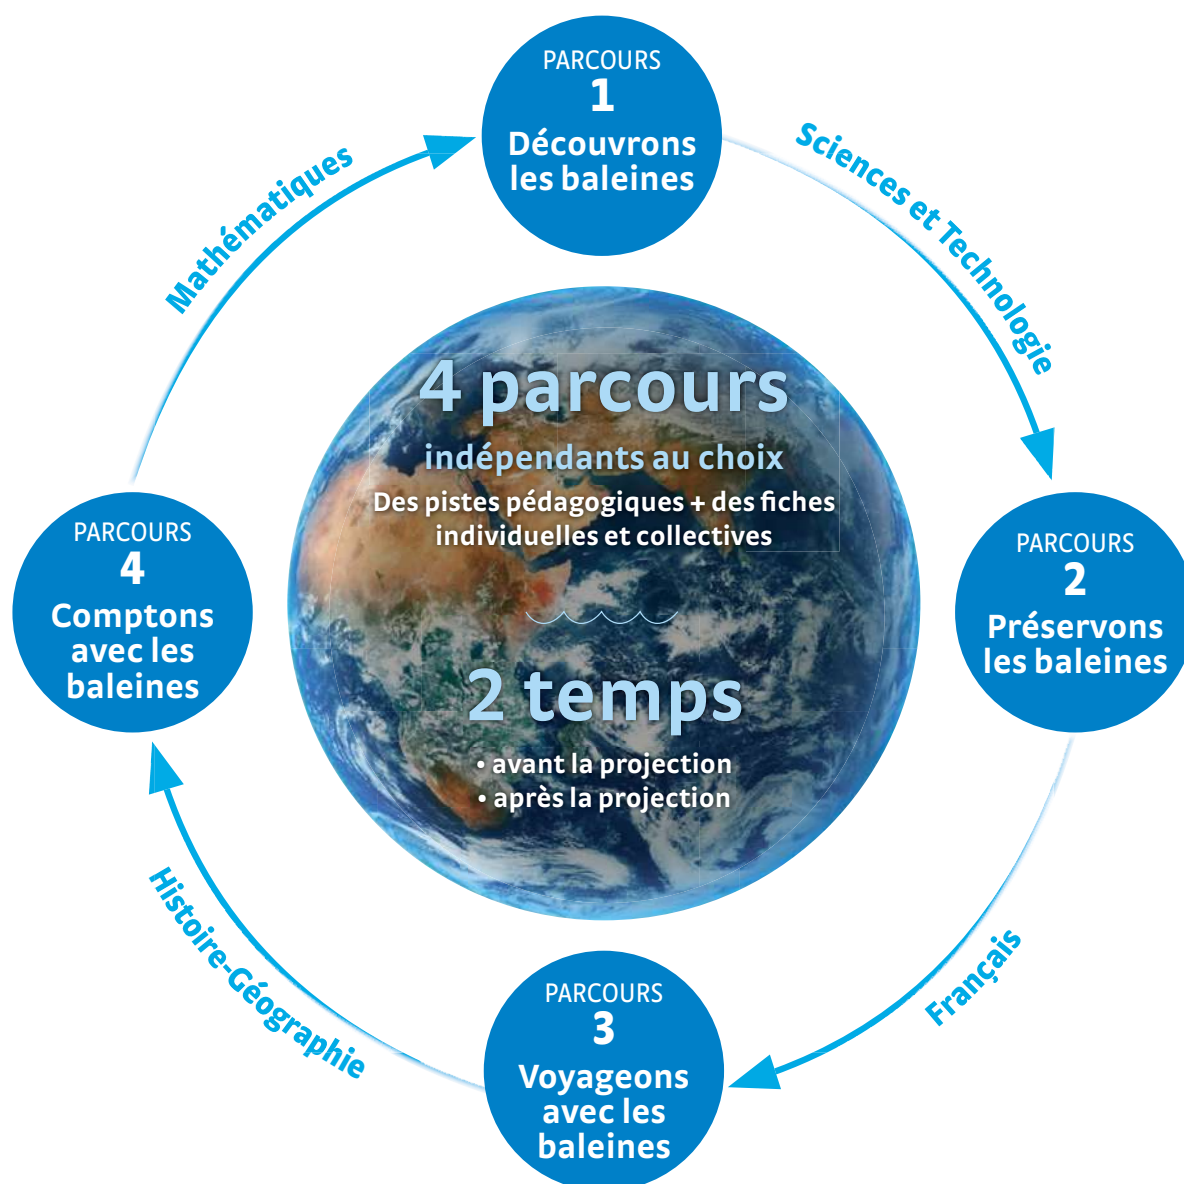 PARCOURS
1
Découvrons
les baleines
Sciences et Technologie
PARCOURS
2
Préservons
les baleines
Français
PARCOURS
3
Voyageons
avec les
baleines
Histoire-Géographie
PARCOURS
4
Comptons
avec les
baleines
Mathématiques
4 parcours
indépendants au choix
Des pistes pédagogiques + des fiches
individuelles et collectives
2 temps
• avant la projection
• après la projection